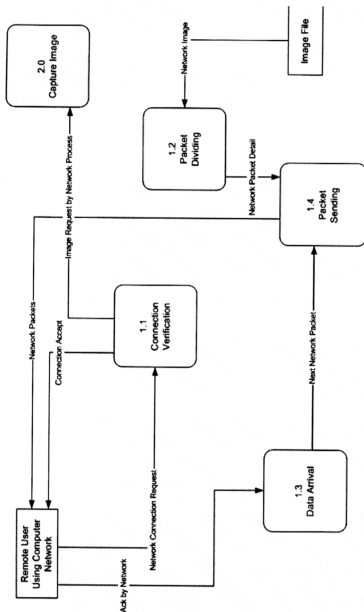 Remote User
Using Computer
Network
Network Packets
Connection Accept
Network Connection Request
Ack by Network
1.1
Connection
Verification
Image Request by Network Process
2.0
Capture Image
1.3
Data Arrival
Next Network Packet
1.4
Packet
Sending
Network Packet Detail
1.2
Packet
Dividing
Network Image
Image File